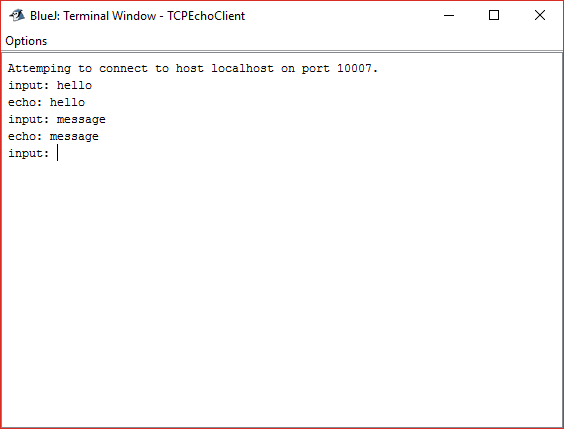 BlueJ: Terminal Window - TCPEchoClient
Options
Attemping to connect to host localhost on port 10007.
input: hello
echo: hello
input: message
echo: message
input: